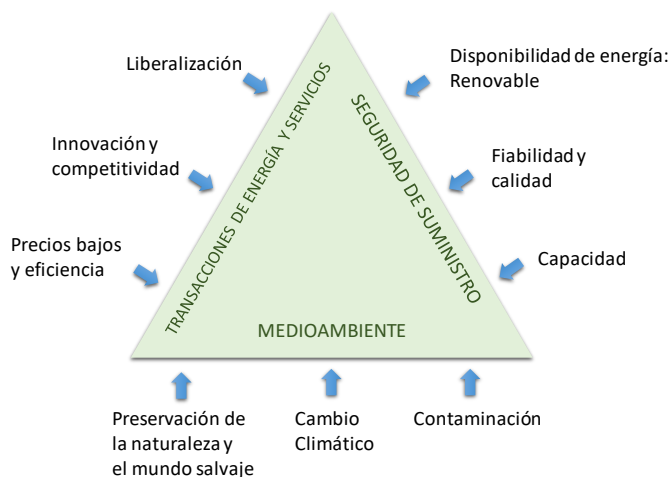 Liberalización
Disponibilidad de energía:
Renovable
Innovación y
competitividad
Fiabilidad y
calidad
Precios bajos
y eficiencia
Capacidad
TRANSACCIONES DE ENERGÍA Y SERVICIOS
SEGURIDAD DE SUMINISTRO
MEDIOAMBIENTE
Preservación de
la naturaleza y
el mundo salvaje
Cambio
Climático
Contaminación